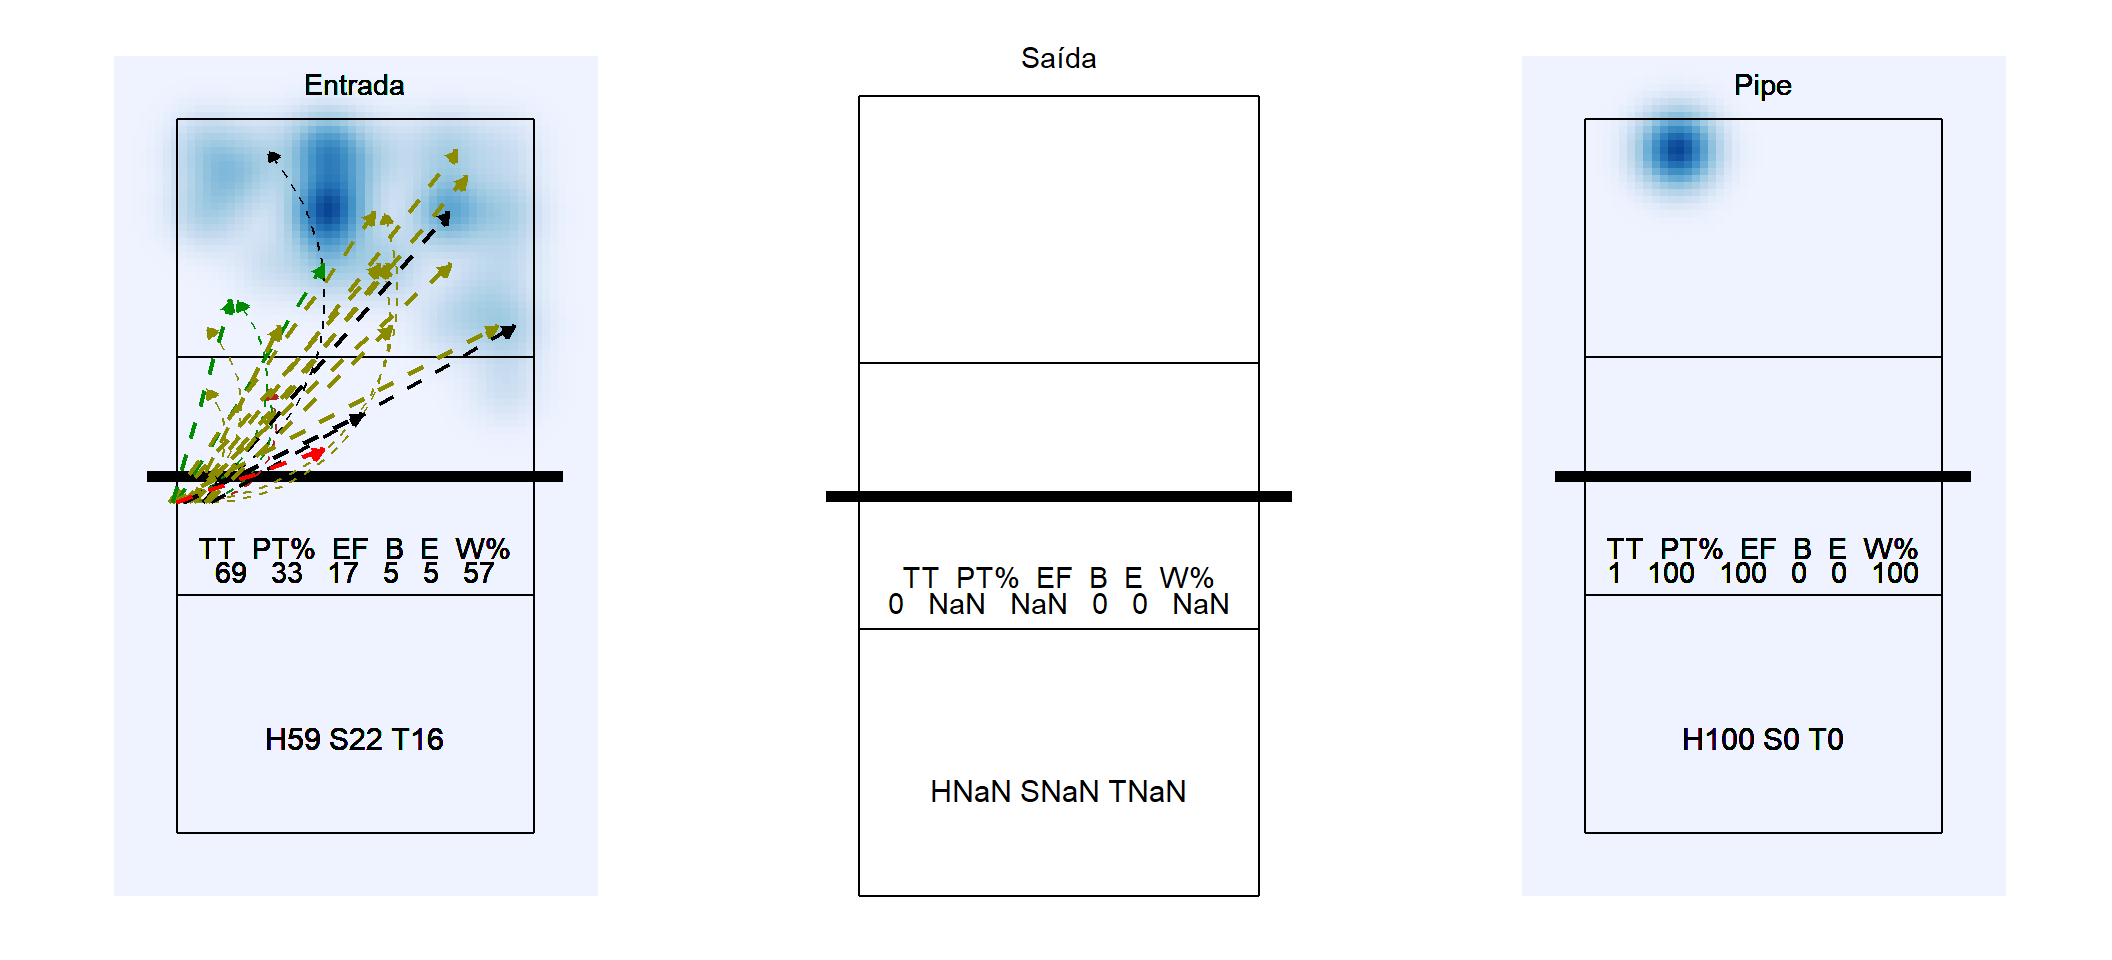 Entrada
TT PT% EF B E W%
69 33 17 5 5 57
H59 S22 T16
Saída
TT PT% EF B E W%
0 NaN NaN 0 0 NaN
HNaN SNaN TNaN
Pipe
TT PT% EF B E W%
1 100 100 0 0 100
H100 S0 T0